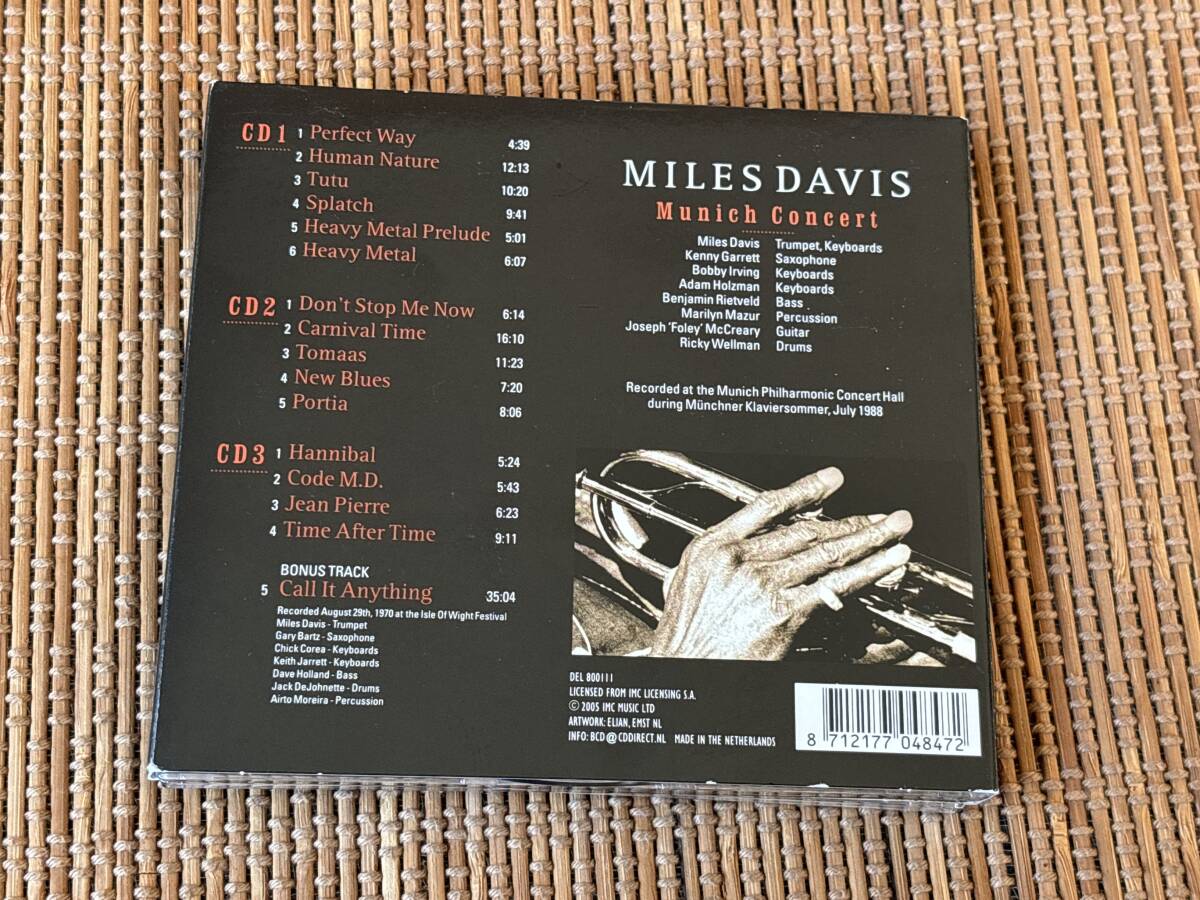 CD1
1 Perfect Way 4:39
2 Human Nature 12:13
3 Tutu 10:20
4 Splatch 9:41
5 Heavy Metal Prelude 5:01
6 Heavy Metal 6:07
CD2
1 Don't Stop Me Now 6:14
2 Carnival Time 16:10
3 Tomaas 11:23
4 New Blues 7:20
5 Portia 8:06
CD3
1 Hannibal 5:24
2 Code M.D. 5:43
3 Jean Pierre 6:23
4 Time After Time 9:11
BONUS TRACK
5 Call It Anything 35:04
Recorded August 29th, 1970 at the Isle Of Wight Festival
Miles Davis - Trumpet
Gary Bartz - Saxophone
Chick Corea - Keyboards
Keith Jarrett - Keyboards
Dave Holland - Bass
Jack DeJohnette - Drums
Airto Moreira - Percussion
MILES DAVIS
Munich Concert
Miles Davis Trumpet, Keyboards
Kenny Garrett Saxophone
Bobby Irving Keyboards
Adam Holzman Keyboards
Benjamin Rietveld Bass
Marilyn Mazur Percussion
Joseph 'Foley' McCreary Guitar
Ricky Wellman Drums
Recorded at the Munich Philharmonic Concert Hall
during Münchner Klaviersommer, July 1988
DEL 800111
LICENSED FROM IMC LICENSING S.A.
© 2005 IMC MUSIC LTD
ARTWORK: ELJAN, EMST NL
INFO: BCD@CDDIRECT.NL MADE IN THE NETHERLANDS
8 712177 048472